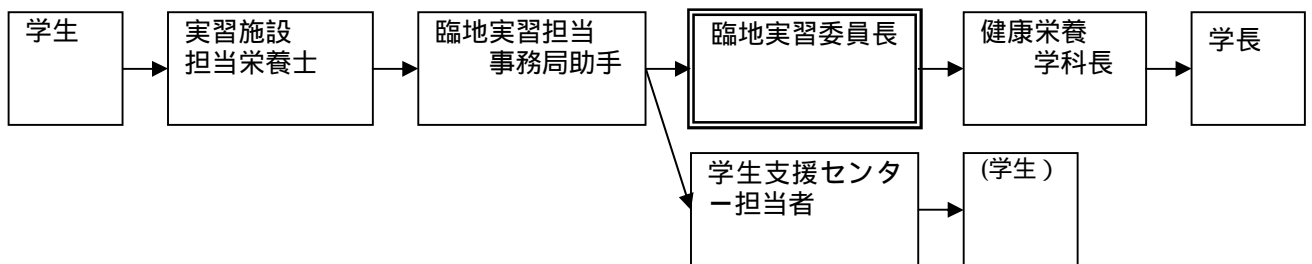 学生
実習施設
担当栄養士
臨地実習担当
事務局助手
臨地実習委員長
健康栄養
学科長
学長
学生支援センタ
ー担当者
(学生）